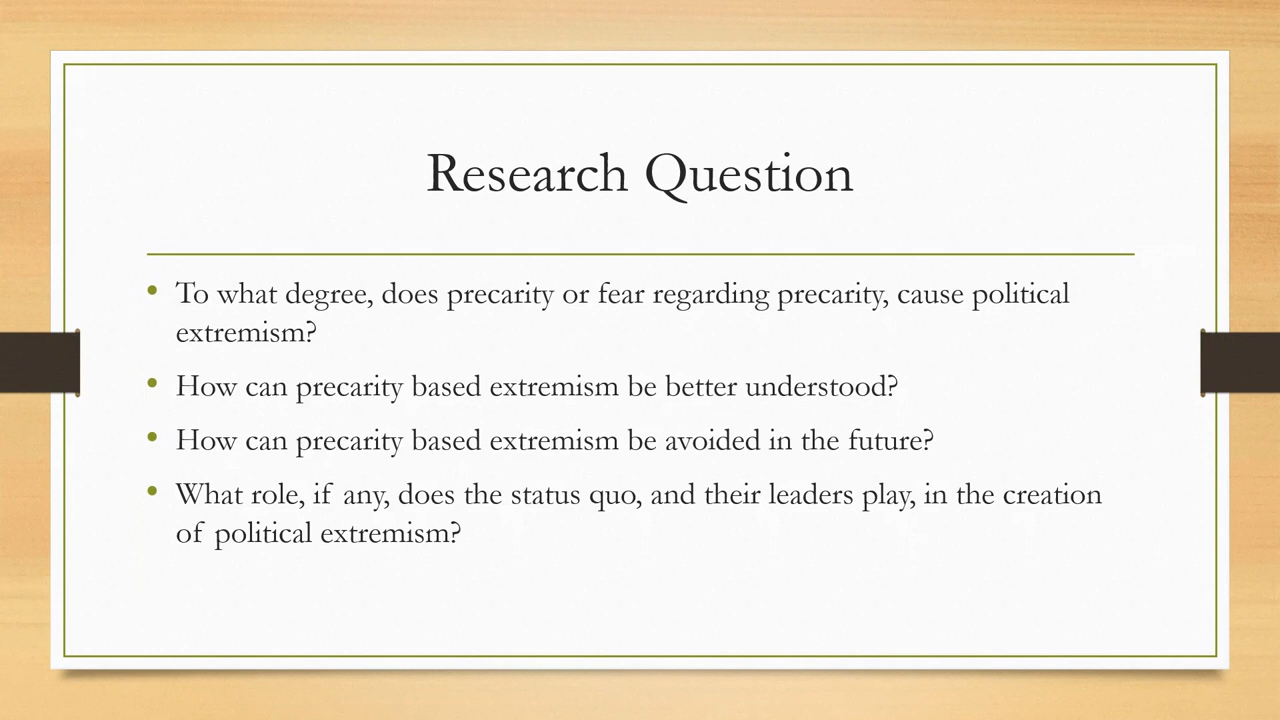 Research Question
• To what degree, does precarity or fear regarding precarity, cause political
extremism?
• How can precarity based extremism be better understood?
• How can precarity based extremism be avoided in the future?
• What role, if any, does the status quo, and their leaders play, in the creation
of political extremism?